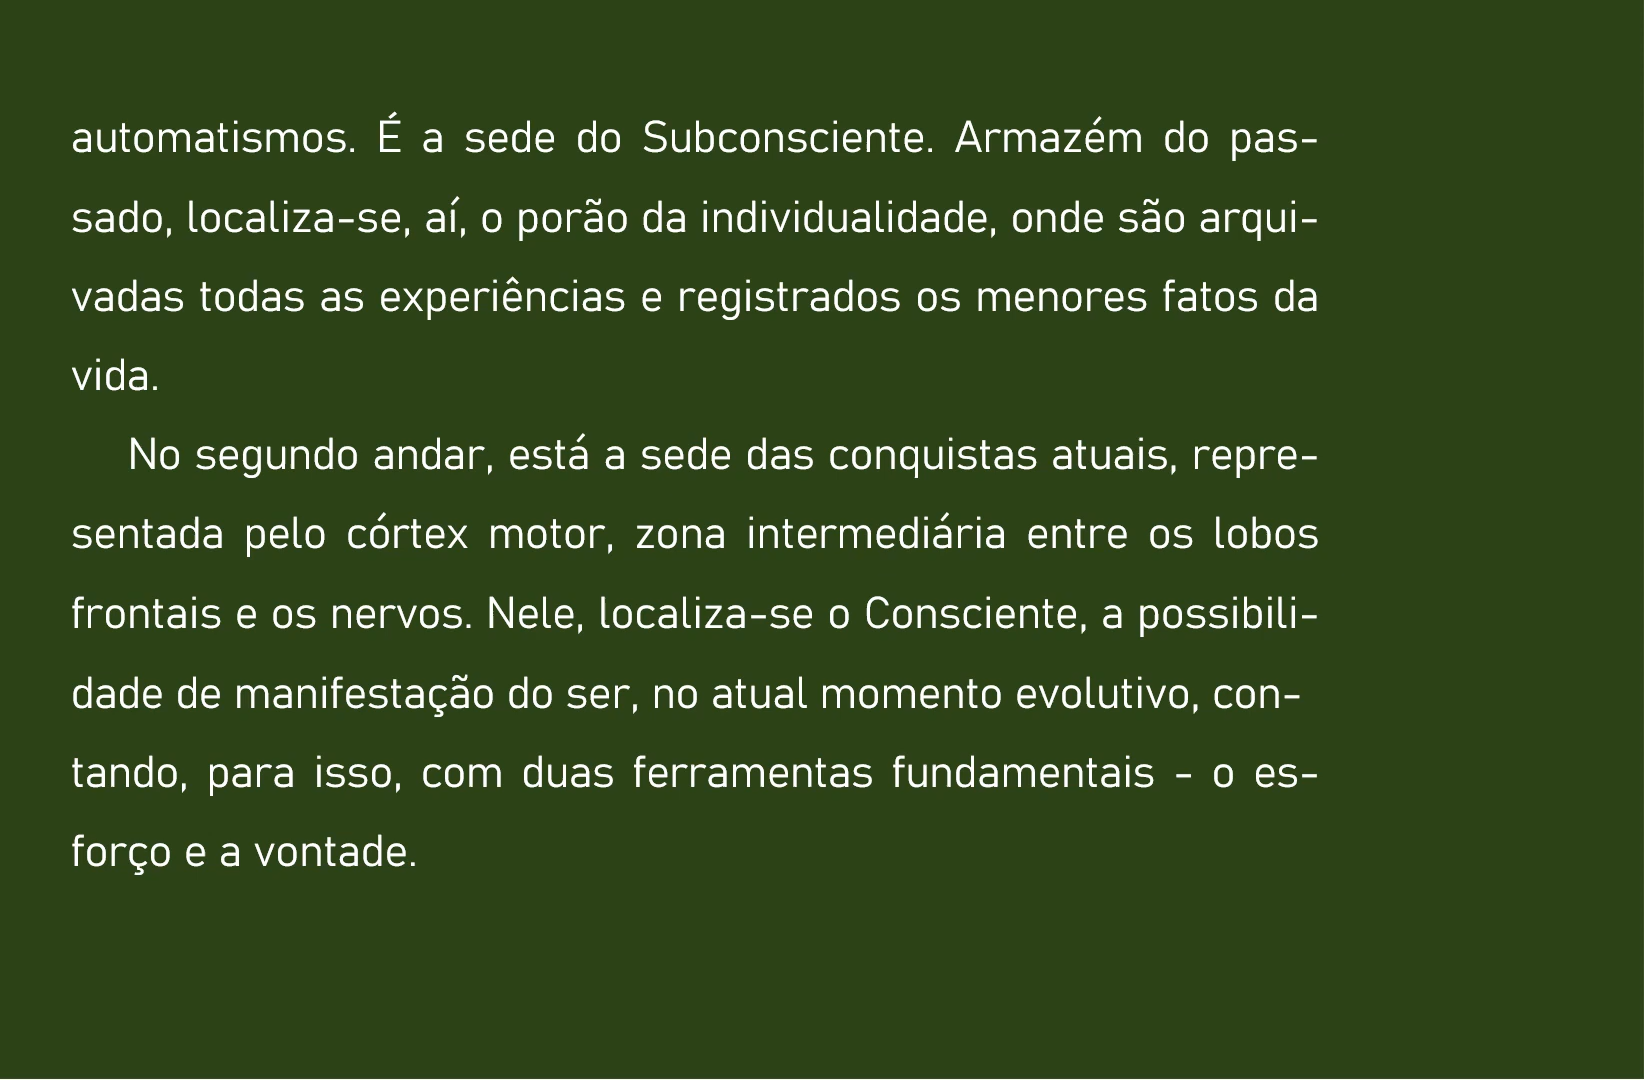 automatismos. É a sede do Subconsciente. Armazém do pas-
sado, localiza-se, aí, o porão da individualidade, onde são arqui-
vadas todas as experiências e registrados os menores fatos da
vida.
No segundo andar, está a sede das conquistas atuais, repre-
sentada pelo córtex motor, zona intermediária entre os lobos
frontais e os nervos. Nele, localiza-se o Consciente, a possibili-
dade de manifestação do ser, no atual momento evolutivo, con-
tando, para isso, com duas ferramentas fundamentais - o es-
forço e a vontade.